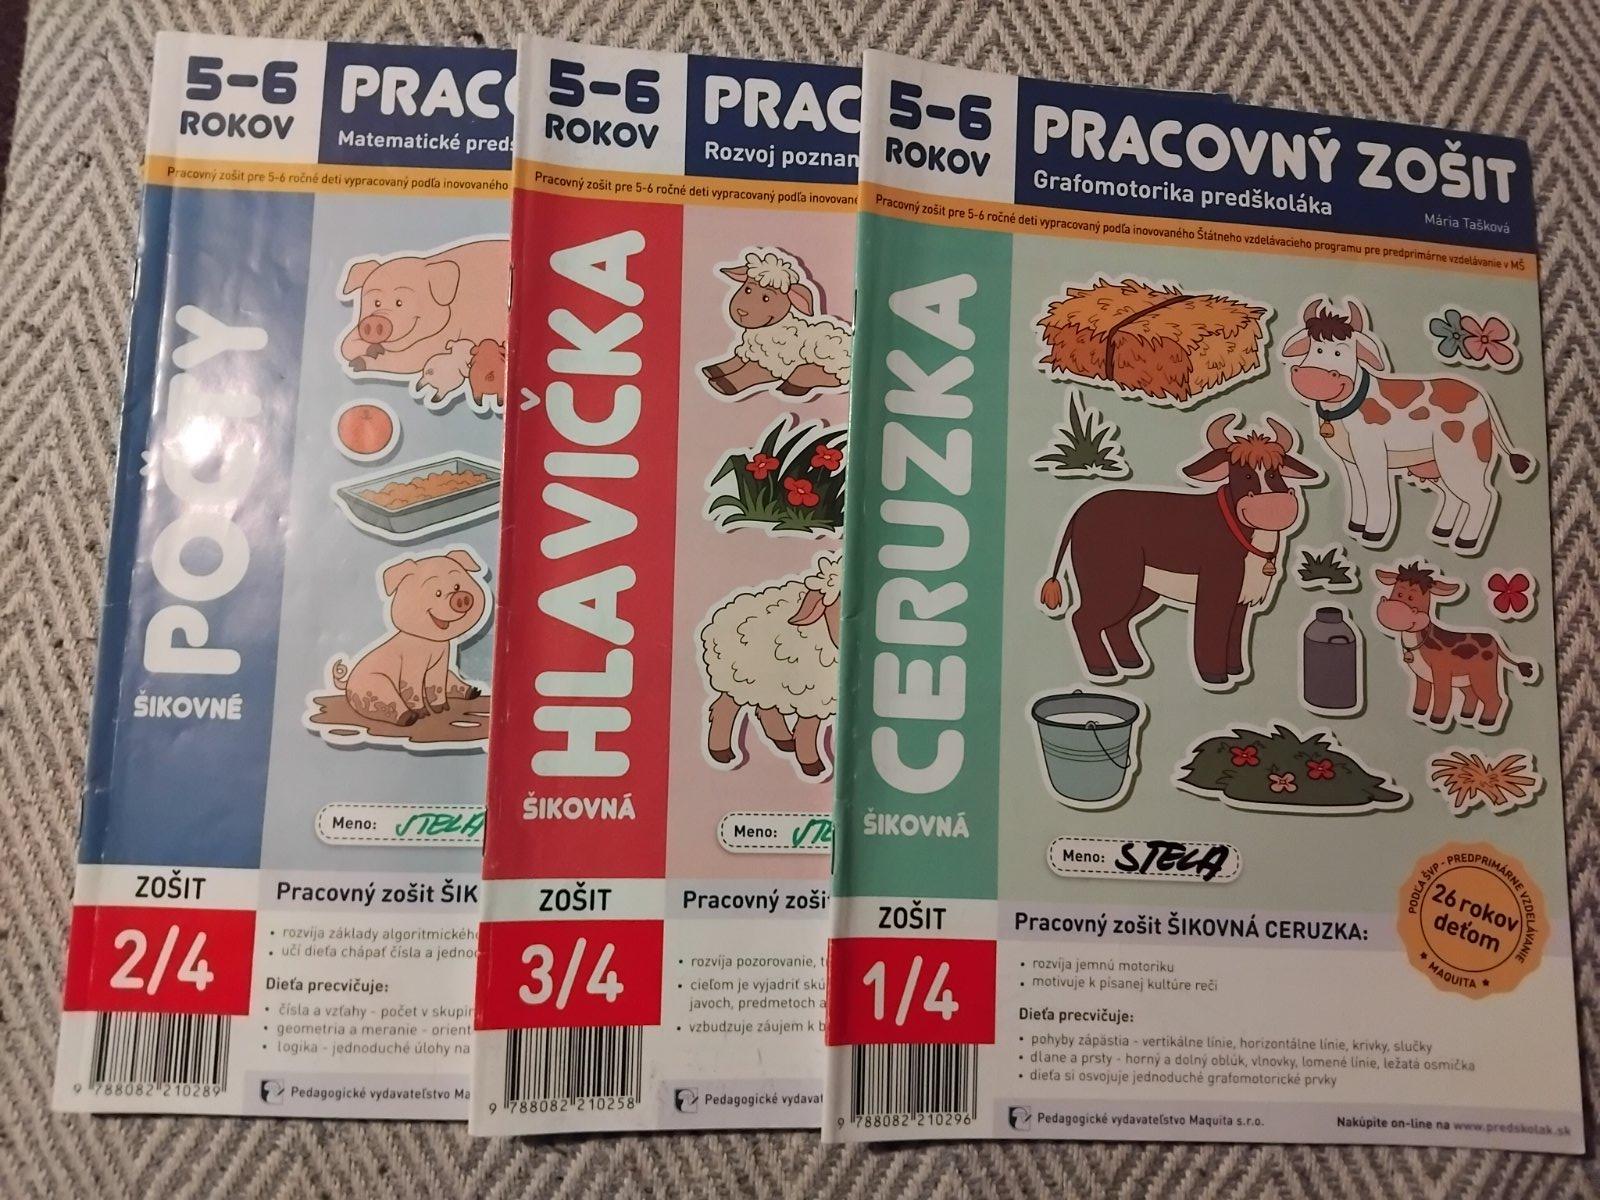 5-6
ROKOV
PRACO
Matematické preds
Pracovný zošit pre 5-6 ročné deti vypracovaný podľa inovovaného
POČTY
ŠIKOVNÉ
Meno: STELA
ZOŠIT
2/4
Pracovný zošit ŠIK
• rozvíja základy algoritmického
• učí dieťa chápať čísla a jednod
Dieťa precvičuje:
• čísla a vzťahy - počet v skupin
• geometria a meranie - orient
• logika - jednoduché úlohy na
9 788082 210289
Pedagogické vydavateľstvo Ma
5-6
ROKOV
PRAC
Rozvoj poznan
Pracovný zošit pre 5-6 ročné deti vypracovaný podľa inovované
HLAVIČKA
ŠIKOVNÁ
Meno: STE
ZOŠIT
3/4
Pracovný zošit
• rozvíja pozorovanie, t
• cieľom je vyjadriť skú
javoch, predmetoch a
• vzbudzuje záujem k b
9 788082 210258
Pedagogické vydavat
5-6
ROKOV
PRACOVNÝ ZOŠIT
Grafomotorika predškoláka
Mária Tašková
Pracovný zošit pre 5-6 ročné deti vypracovaný podľa inovovaného Štátneho vzdelávacieho programu pre predprimárne vzdelávanie v MŠ
CERUZKA
ŠIKOVNÁ
Meno: STELA
PODĽA ŠVP - PREDPRIMÁRNE VZDELÁVANIE
26 rokov
deťom
★ MAQUITA ★
ZOŠIT
1/4
Pracovný zošit ŠIKOVNÁ CERUZKA:
• rozvíja jemnú motoriku
• motivuje k písanej kultúre reči
Dieťa precvičuje:
• pohyby zápästia - vertikálne línie, horizontálne línie, krivky, slučky
• dlane a prsty - horný a dolný oblúk, vlnovky, lomené línie, ležatá osmička
• dieťa si osvojuje jednoduché grafomotorické prvky
9 788082 210296
Pedagogické vydavateľstvo Maquita s.r.o.
Nakúpite on-line na www.predskolak.sk